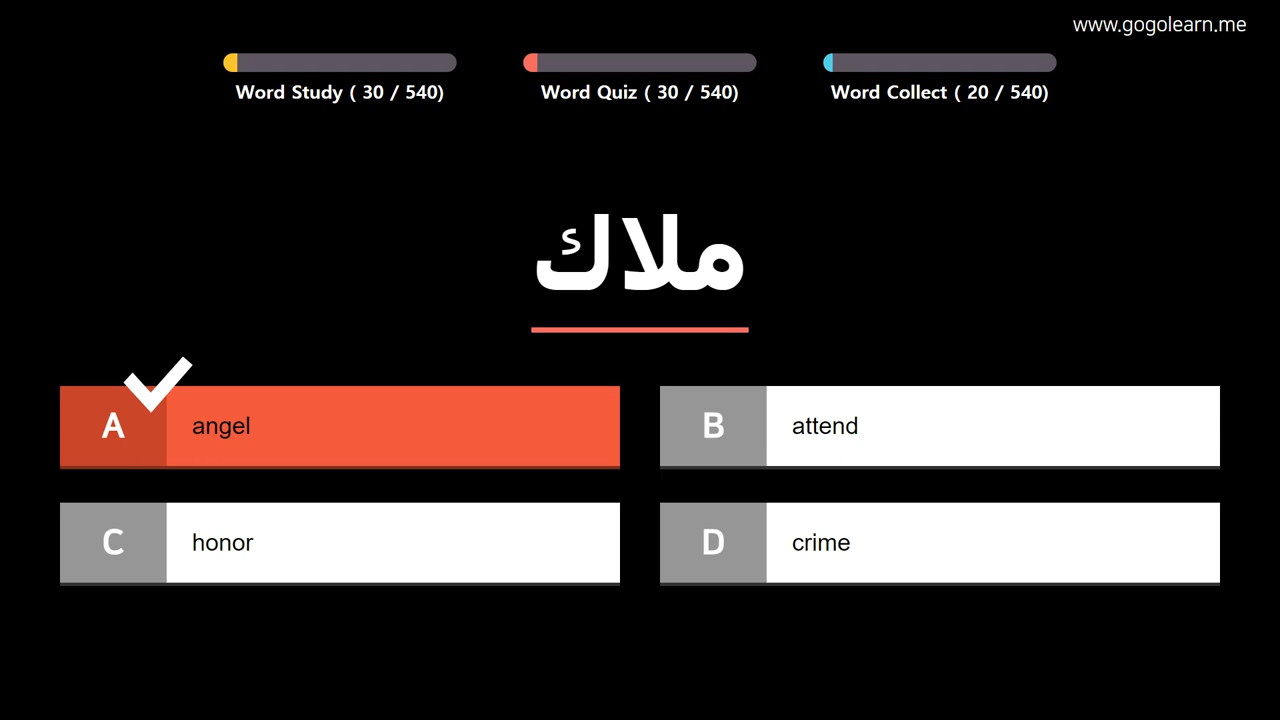 www.gogolearn.me
Word Study ( 30 / 540)
Word Quiz ( 30 / 540)
Word Collect ( 20 / 540)
ملاك
A angel
B attend
C honor
D crime